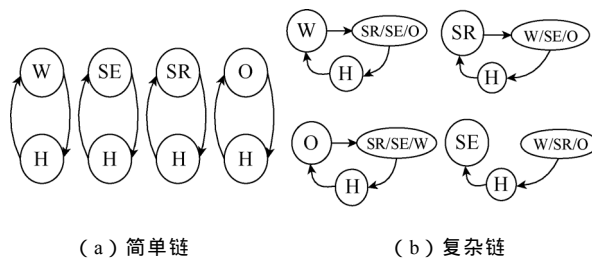 W SE SR O
H H H H
W SR/SE/O
H
SR W/SE/O
H
O SR/SE/W
H
SE W/SR/O
H
（a）简单链
（b）复杂链